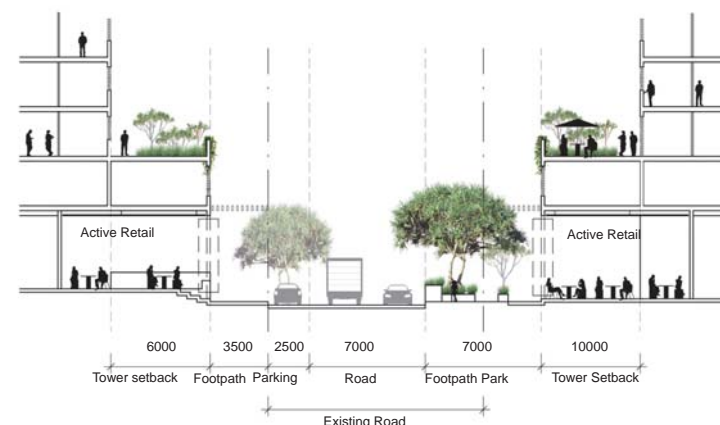 Active Retail
Active Retail
6000 3500 2500 7000 7000 10000
Tower setback Footpath Parking Road Footpath Park Tower Setback
Existing Road